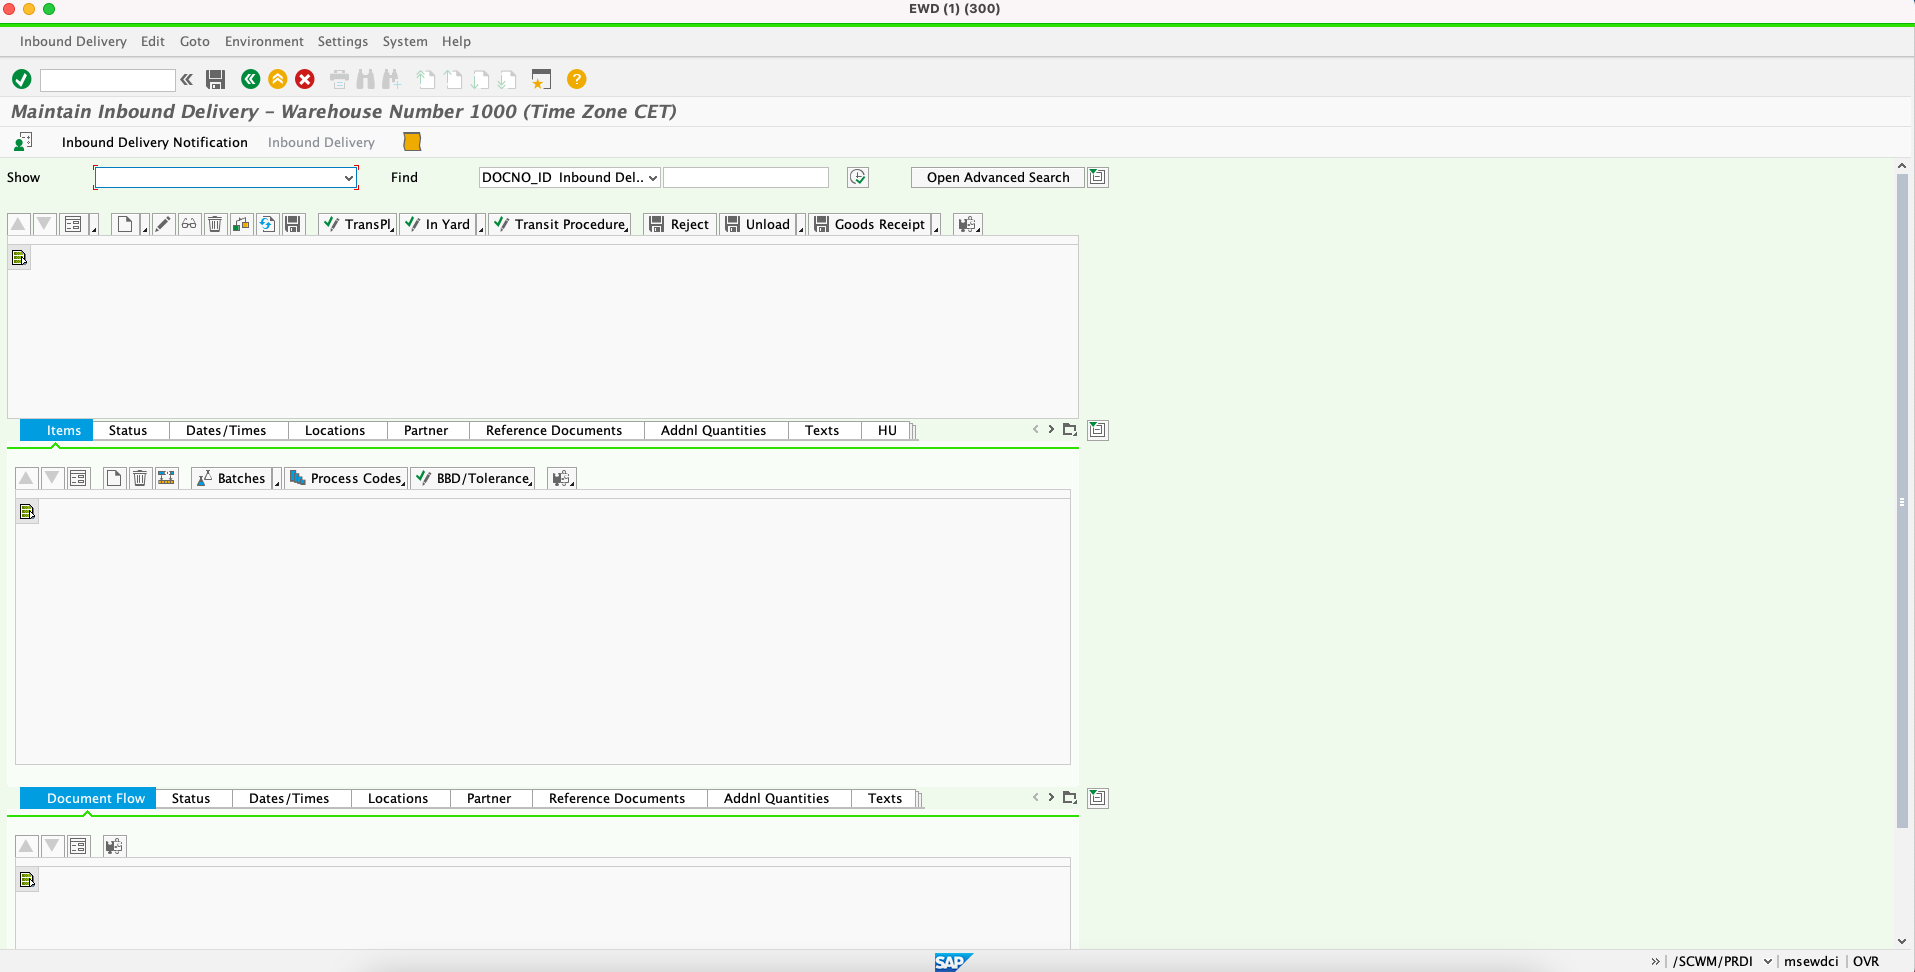 EWD (1) (300)
Inbound Delivery Edit Goto Environment Settings System Help
Maintain Inbound Delivery – Warehouse Number 1000 (Time Zone CET)
Inbound Delivery Notification Inbound Delivery
Show Find DOCNO_ID Inbound Del.. Open Advanced Search
TransPl In Yard Transit Procedure Reject Unload Goods Receipt
Items Status Dates/Times Locations Partner Reference Documents Addnl Quantities Texts HU
Batches Process Codes BBD/Tolerance
Document Flow Status Dates/Times Locations Partner Reference Documents Addnl Quantities Texts
SAP » /SCWM/PRDI msewdci OVR